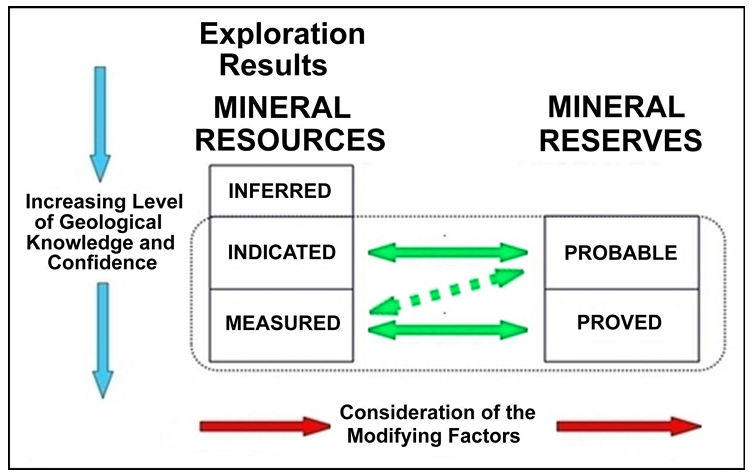 Exploration
Results
MINERAL
RESOURCES
MINERAL
RESERVES
INFERRED
INDICATED
MEASURED
PROBABLE
PROVED
Increasing Level
of Geological
Knowledge and
Confidence
Consideration of the
Modifying Factors